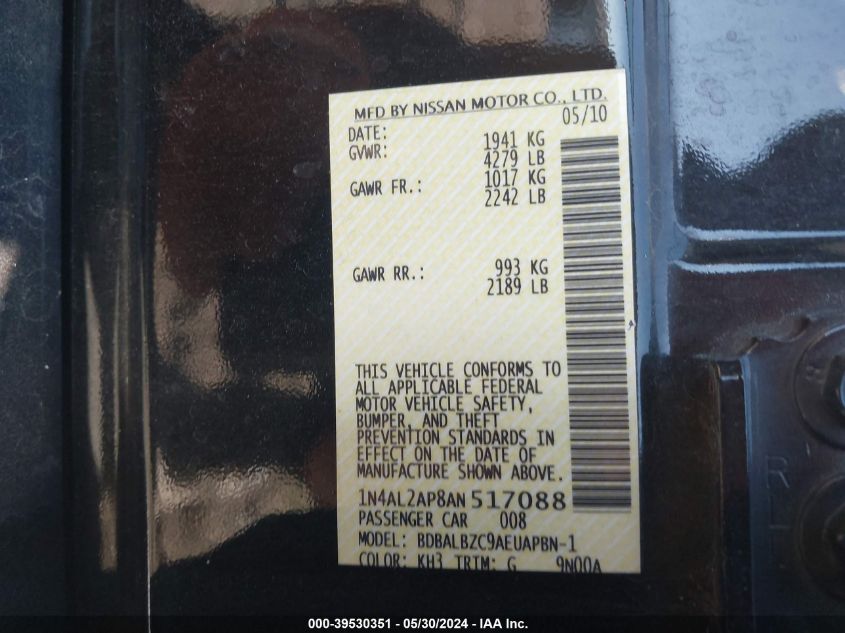 MFD BY NISSAN MOTOR CO., LTD.
DATE: 05/10
GVWR: 1941 KG
4279 LB
GAWR FR.: 1017 KG
2242 LB
GAWR RR.: 993 KG
2189 LB
THIS VEHICLE CONFORMS TO
ALL APPLICABLE FEDERAL
MOTOR VEHICLE SAFETY,
BUMPER, AND THEFT
PREVENTION STANDARDS IN
EFFECT ON THE DATE OF
MANUFACTURE SHOWN ABOVE.
1N4AL2AP8AN 517088
PASSENGER CAR 008
MODEL: BDBALBZC9AEUAPBN-1
COLOR: KH3 TRIM: G 9N00A
000-39530351 - 05/30/2024 - IAA Inc.